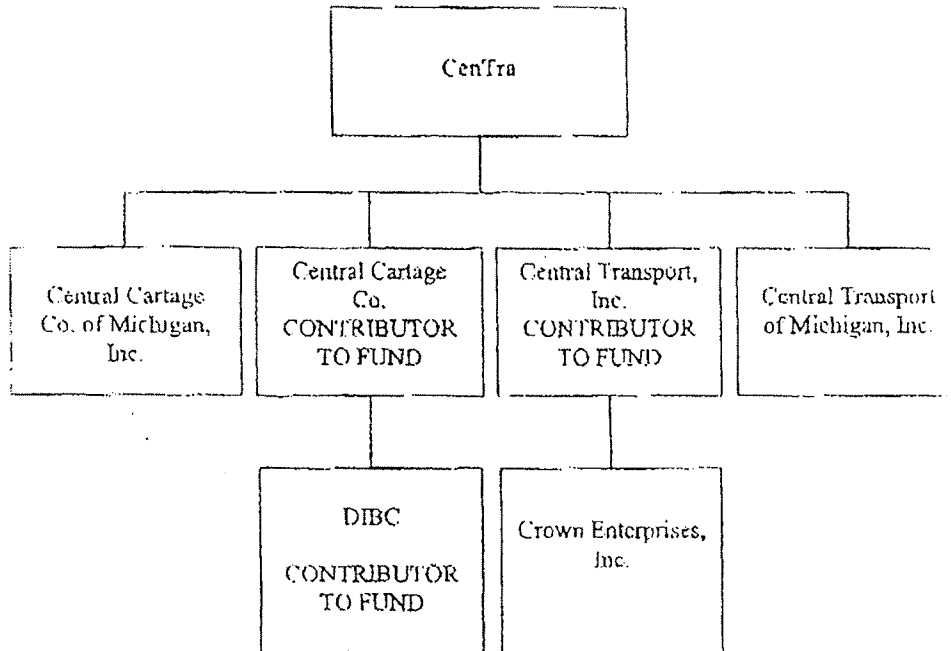 CenTra
Central Cartage
Co. of Michigan,
Inc.
Central Cartage
Co.
CONTRIBUTOR
TO FUND
Central Transport,
Inc.
CONTRIBUTOR
TO FUND
Central Transport
of Michigan, Inc.
DIBC
CONTRIBUTOR
TO FUND
Crown Enterprises,
Inc.